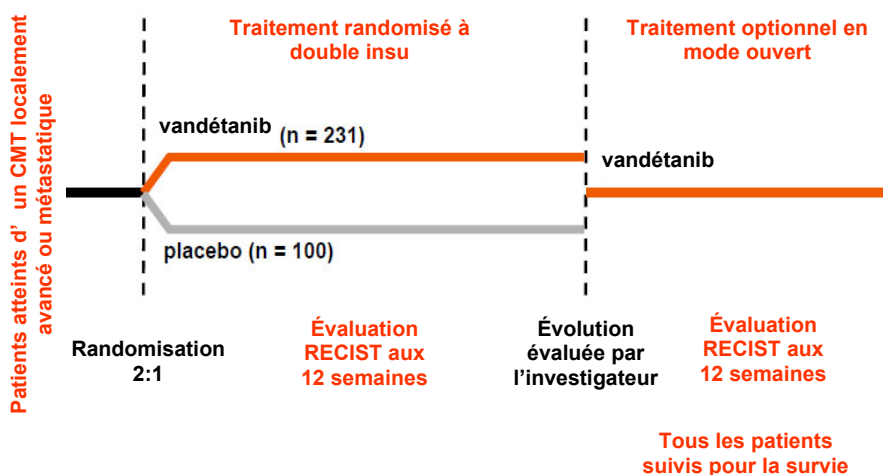 Patients atteints d’ un CMT localement
avancé ou métastatique
Traitement randomisé à
double insu
Traitement optionnel en
mode ouvert
vandétanib (n = 231)
vandétanib
placebo (n = 100)
Randomisation
2:1
Évaluation
RECIST aux
12 semaines
Évolution
évaluée par
l’investigateur
Évaluation
RECIST aux
12 semaines
Tous les patients
suivis pour la survie